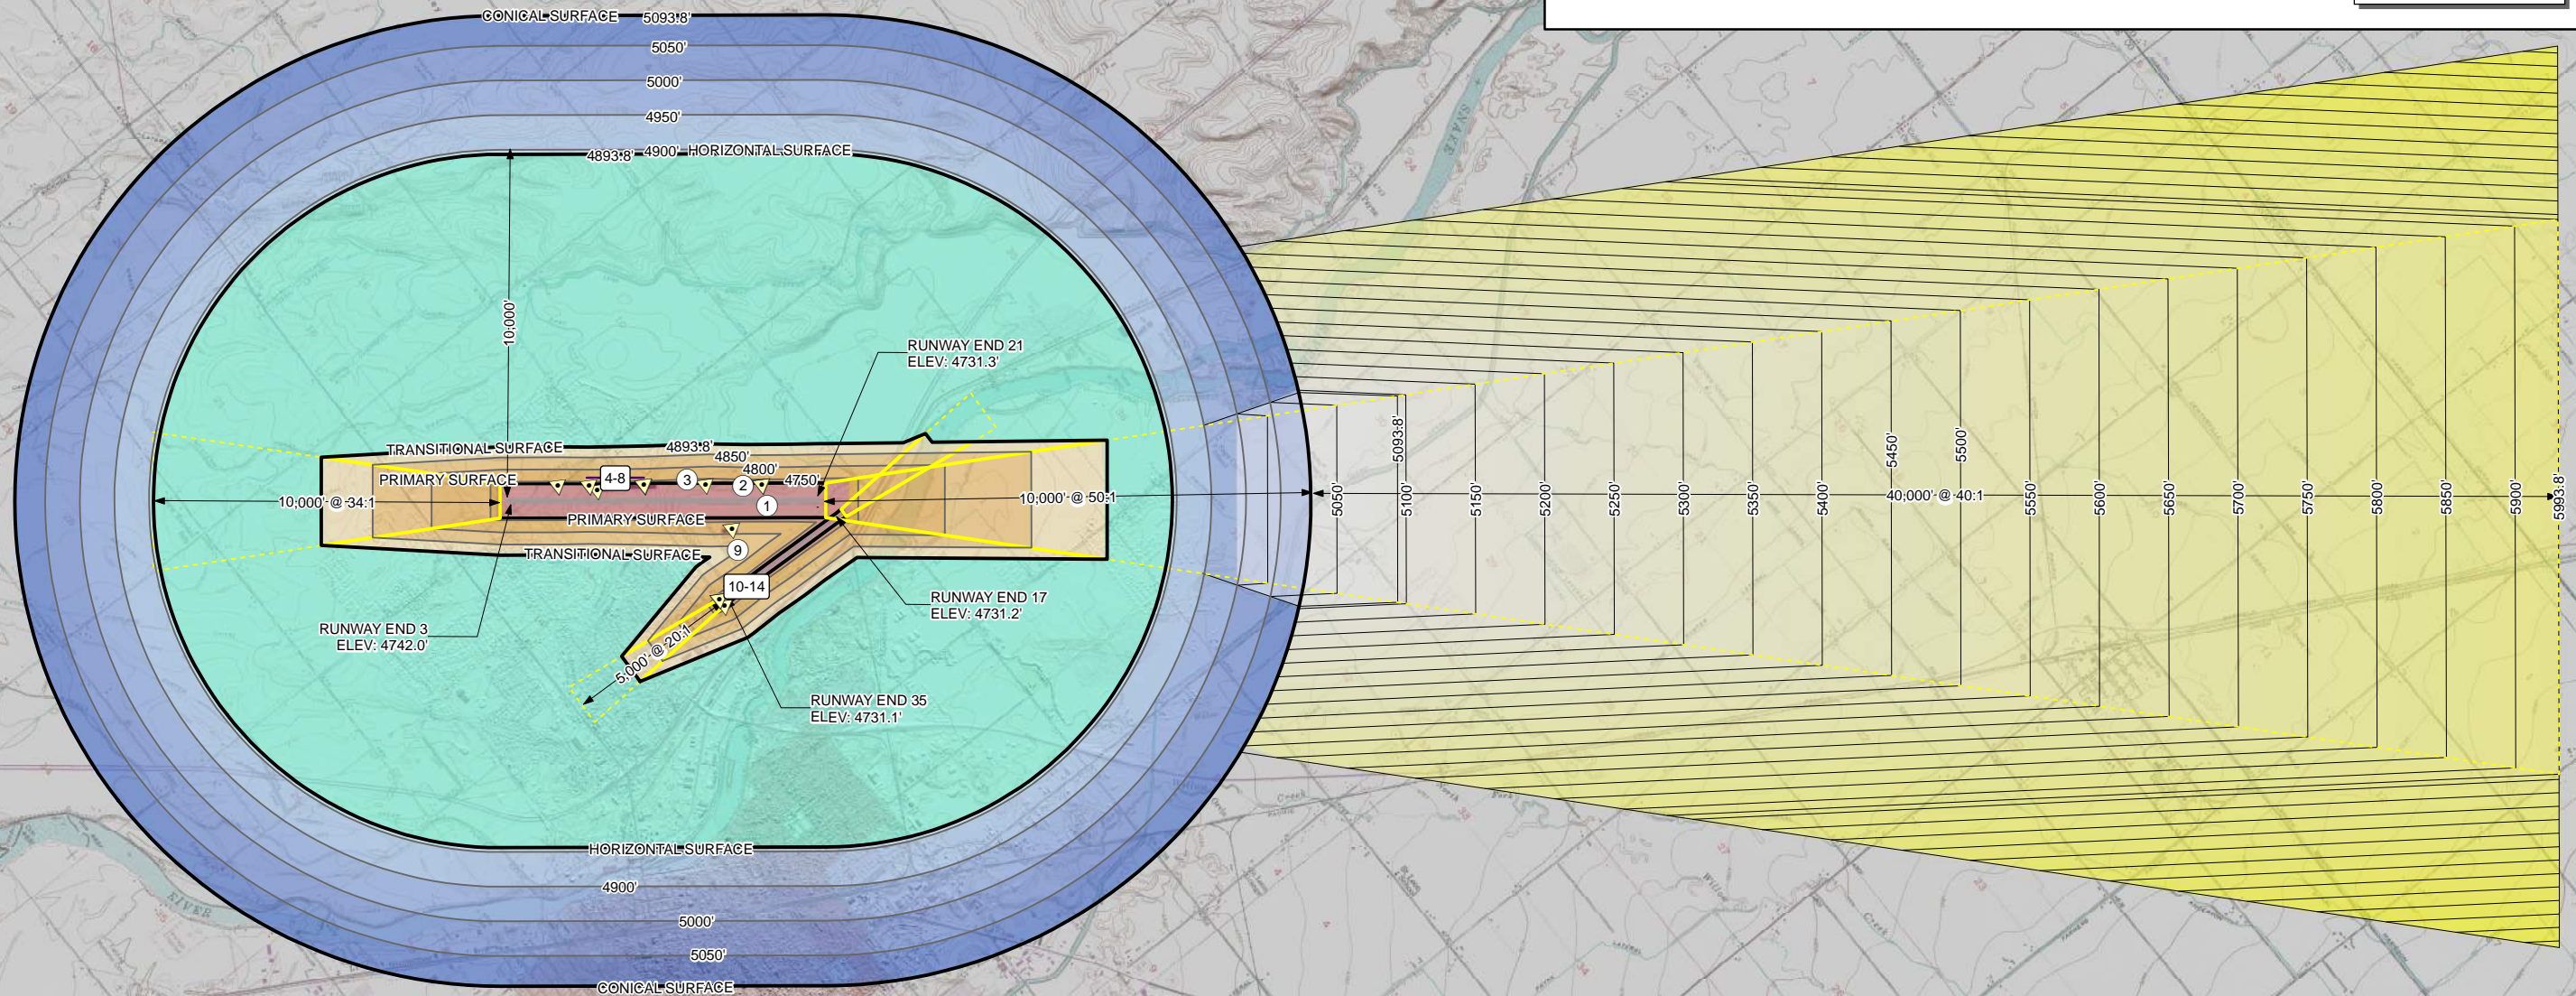 CONICAL SURFACE 5093.8'
5050'
5000'
4950'
4893.8' 4900' HORIZONTAL SURFACE
SNAKE
10,000'
RUNWAY END 21
ELEV: 4731.3'
TRANSITIONAL SURFACE 4893.8'
4850'
4800'
PRIMARY SURFACE 4-8 3 2 4750'
10,000' @ 34:1
1
10,000' @ 50:1
PRIMARY SURFACE
TRANSITIONAL SURFACE
9
10-14
5050'
5093.8'
5100'
5150'
5200'
5250'
5300'
5350'
5400'
5450'
40,000' @ 40:1
5500'
5550'
5600'
5650'
5700'
5750'
5800'
5850'
5900'
5993.8'
RUNWAY END 17
ELEV: 4731.2'
RUNWAY END 3
ELEV: 4742.0'
5,000' @ 20:1
RUNWAY END 35
ELEV: 4731.1'
HORIZONTAL SURFACE
4900'
RIVER
5000'
5050'
CONICAL SURFACE
Willow
Creek